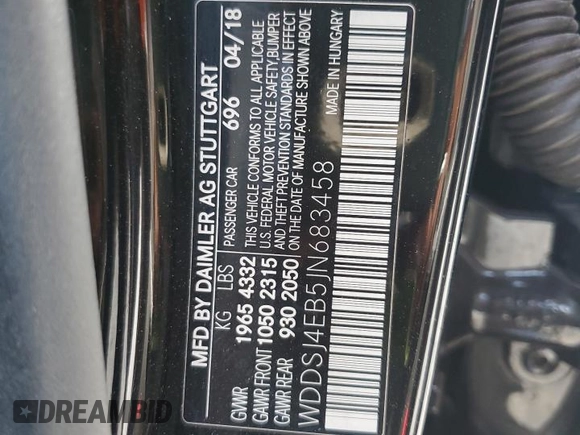 MFD BY DAIMLER AG STUTTGART
KG LBS PASSENGER CAR 696 04/18
GWR 1965 4332 THIS VEHICLE CONFORMS TO ALL APPLICABLE
U.S. FEDERAL MOTOR VEHICLE SAFETY,BUMPER
GAWR FRONT 1050 2315 AND THEFT PREVENTION STANDARDS IN EFFECT
GAWR REAR 930 2050 ON THE DATE OF MANUFACTURE SHOWN ABOVE
WDDSJ4EB5JN683458 MADE IN HUNGARY
DREAMBID